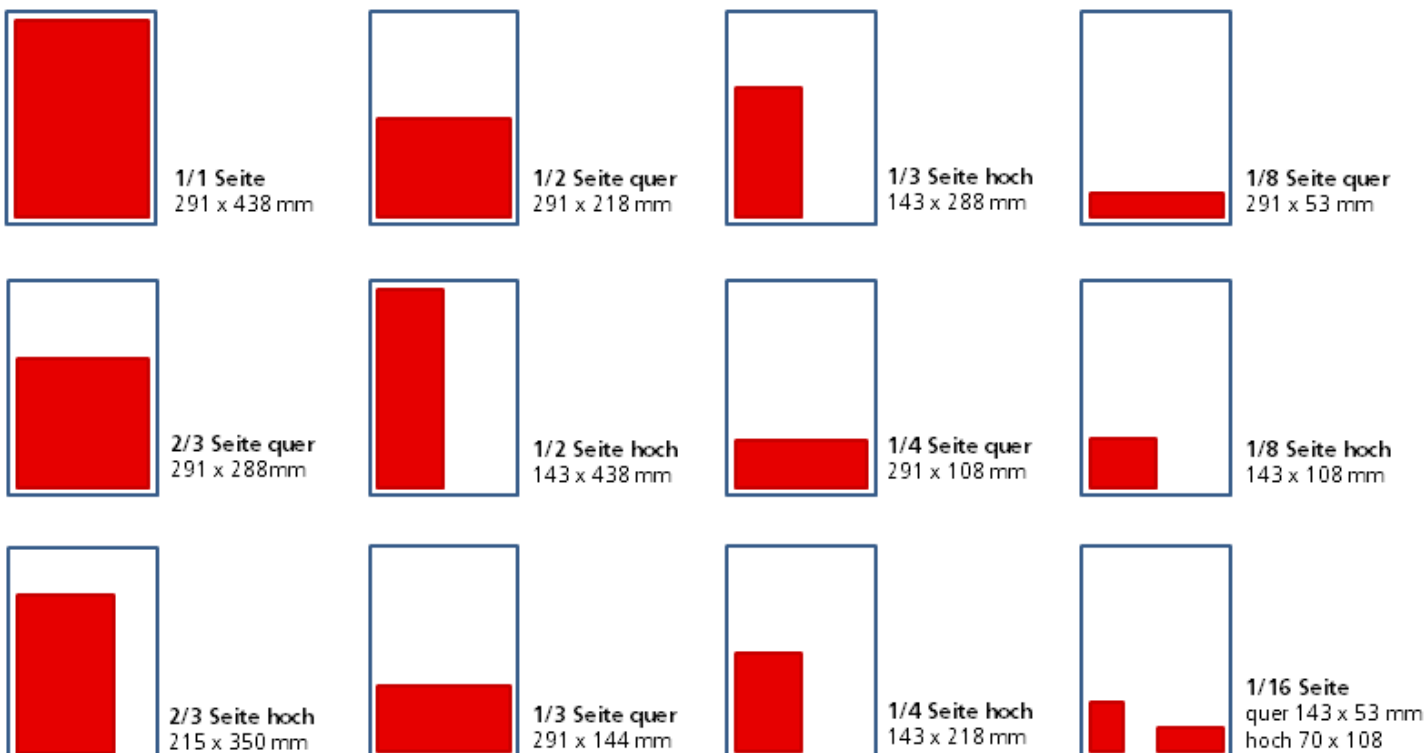 1/1 Seite
291 x 438 mm
1/2 Seite quer
291 x 218 mm
1/3 Seite hoch
143 x 288 mm
1/8 Seite quer
291 x 53 mm
2/3 Seite quer
291 x 288mm
1/2 Seite hoch
143 x 438 mm
1/4 Seite quer
291 x 108 mm
1/8 Seite hoch
143 x 108 mm
2/3 Seite hoch
215 x 350 mm
1/3 Seite quer
291 x 144 mm
1/4 Seite hoch
143 x 218 mm
1/16 Seite
quer 143 x 53 mm
hoch 70 x 108